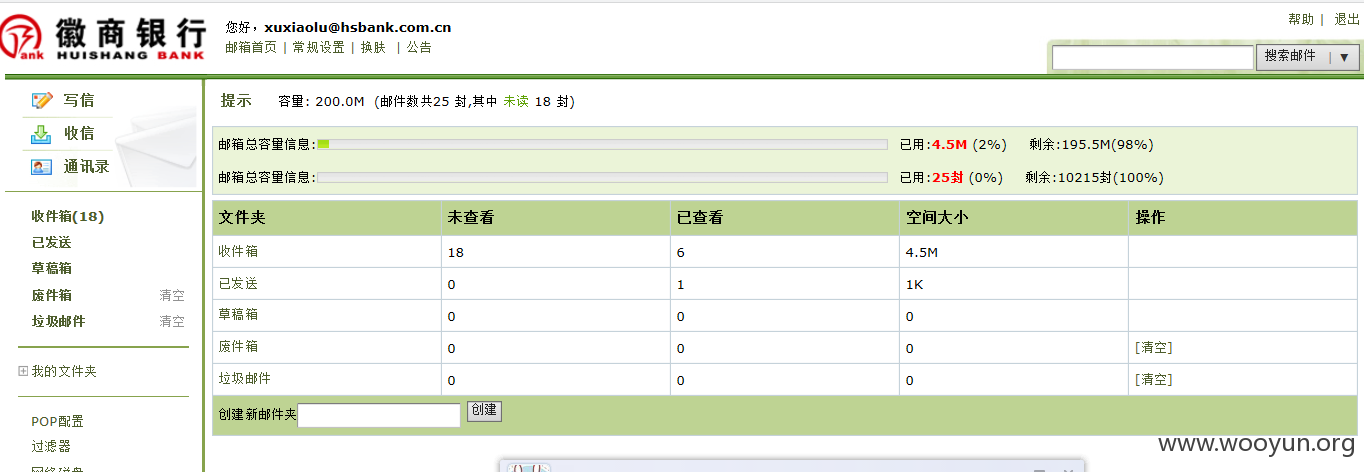 帮助 | 退出
徽商银行
HUISHANG BANK
Bank
您好，xuxiaolu@hsbank.com.cn
邮箱首页 | 常规设置 | 换肤 | 公告
搜索邮件 | ▼
写信
收信
通讯录
收件箱(18)
已发送
草稿箱
废件箱 清空
垃圾邮件 清空
我的文件夹
POP配置
过滤器
网络磁盘
提示 容量: 200.0M (邮件数共25 封,其中 未读 18 封)
邮箱总容量信息: 已用:4.5M (2%) 剩余:195.5M(98%)
邮箱总容量信息: 已用:25封 (0%) 剩余:10215封(100%)
文件夹 未查看 已查看 空间大小 操作
收件箱 18 6 4.5M
已发送 0 1 1K
草稿箱 0 0 0
废件箱 0 0 0 [清空]
垃圾邮件 0 0 0 [清空]
创建新邮件夹 创建
www.wooyun.org